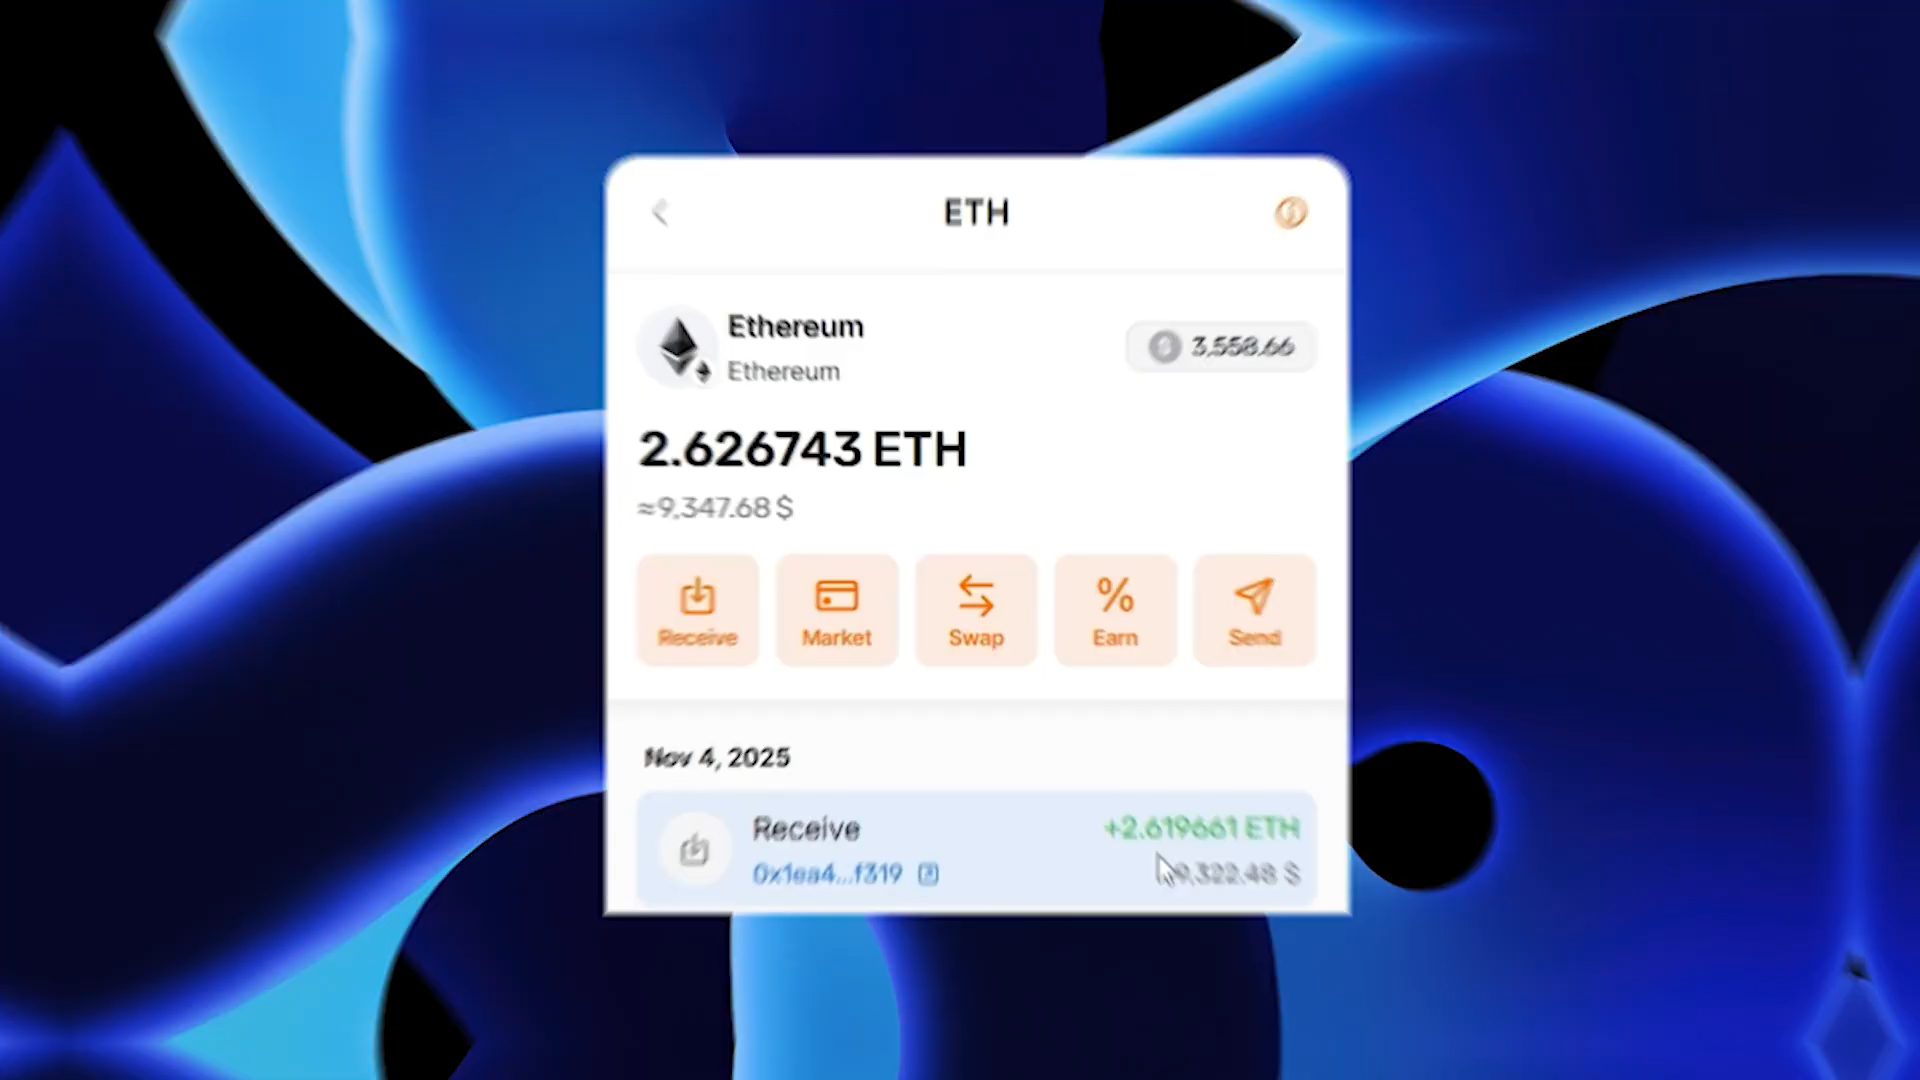 ETH
Ethereum
Ethereum
3,558.66
2.626743 ETH
≈9,347.68 $
Receive
Market
Swap
Earn
Send
Nov 4, 2025
Receive
+2.619661 ETH
0x1ea4...f319
9,322.48 $